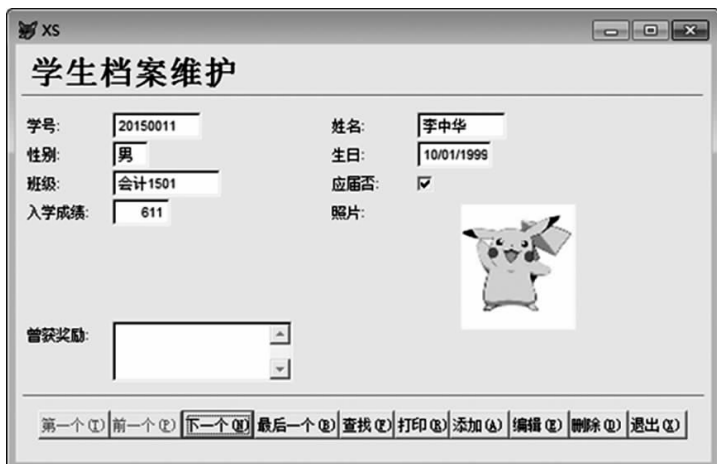 XS
学生档案维护
学号: 20150011 姓名: 李中华
性别: 男 生日: 10/01/1999
班级: 会计1501 应届否:
入学成绩: 611 照片:
曾获奖励:
第一个(T) 前一个(P) 下一个(N) 最后一个(B) 查找(F) 打印(R) 添加(A) 编辑(E) 删除(D) 退出(X)